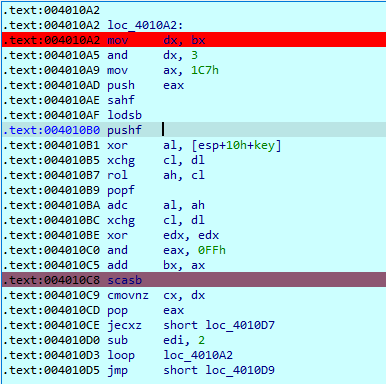 .text:004010A2
.text:004010A2 loc_4010A2:
.text:004010A2 mov dx, bx
.text:004010A5 and dx, 3
.text:004010A9 mov ax, 1C7h
.text:004010AD push eax
.text:004010AE sahf
.text:004010AF lodsb
.text:004010B0 pushf
.text:004010B1 xor al, [esp+10h+key]
.text:004010B5 xchg cl, dl
.text:004010B7 rol ah, cl
.text:004010B9 popf
.text:004010BA adc al, ah
.text:004010BC xchg cl, dl
.text:004010BE xor edx, edx
.text:004010C0 and eax, 0FFh
.text:004010C5 add bx, ax
.text:004010C8 scasb
.text:004010C9 cmovnz cx, dx
.text:004010CD pop eax
.text:004010CE jecxz short loc_4010D7
.text:004010D0 sub edi, 2
.text:004010D3 loop loc_4010A2
.text:004010D5 jmp short loc_4010D9